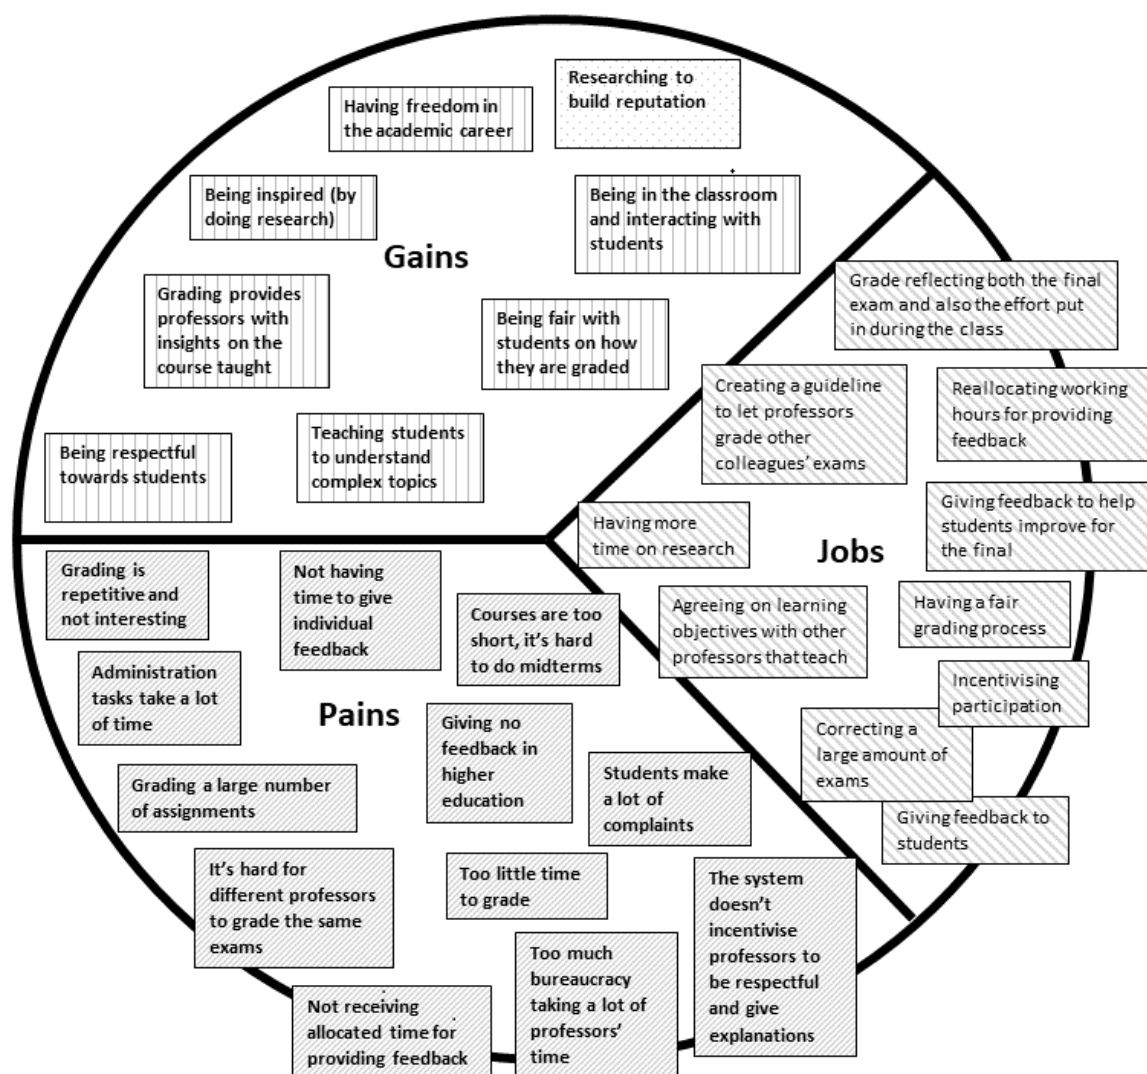 Researching to
build reputation
Having freedom in
the academic career
Being inspired (by
doing research)
Being in the classroom
and interacting with
students
Gains
Grading provides
professors with
insights on the
course taught
Being fair with
students on how
they are graded
Being respectful
towards students
Teaching students
to understand
complex topics
Grade reflecting both the final
exam and also the effort put
in during the class
Creating a guideline
to let professors
grade other
colleagues' exams
Reallocating working
hours for providing
feedback
Having more
time on research
Jobs
Giving feedback to help
students improve for
the final
Agreeing on learning
objectives with other
professors that teach
Having a fair
grading process
Incentivising
participation
Correcting a
large amount of
exams
Giving feedback to
students
Grading is
repetitive and
not interesting
Not having
time to give
individual
feedback
Courses are too
short, it's hard
to do midterms
Administration
tasks take a lot
of time
Pains
Giving no
feedback in
higher
education
Grading a large number
of assignments
Students make
a lot of
complaints
It's hard for
different professors
to grade the same
exams
Too little time
to grade
The system
doesn't
incentivise
professors to
be respectful
and give
explanations
Not receiving
allocated time for
providing feedback
Too much
bureaucracy
taking a lot of
professors'
time